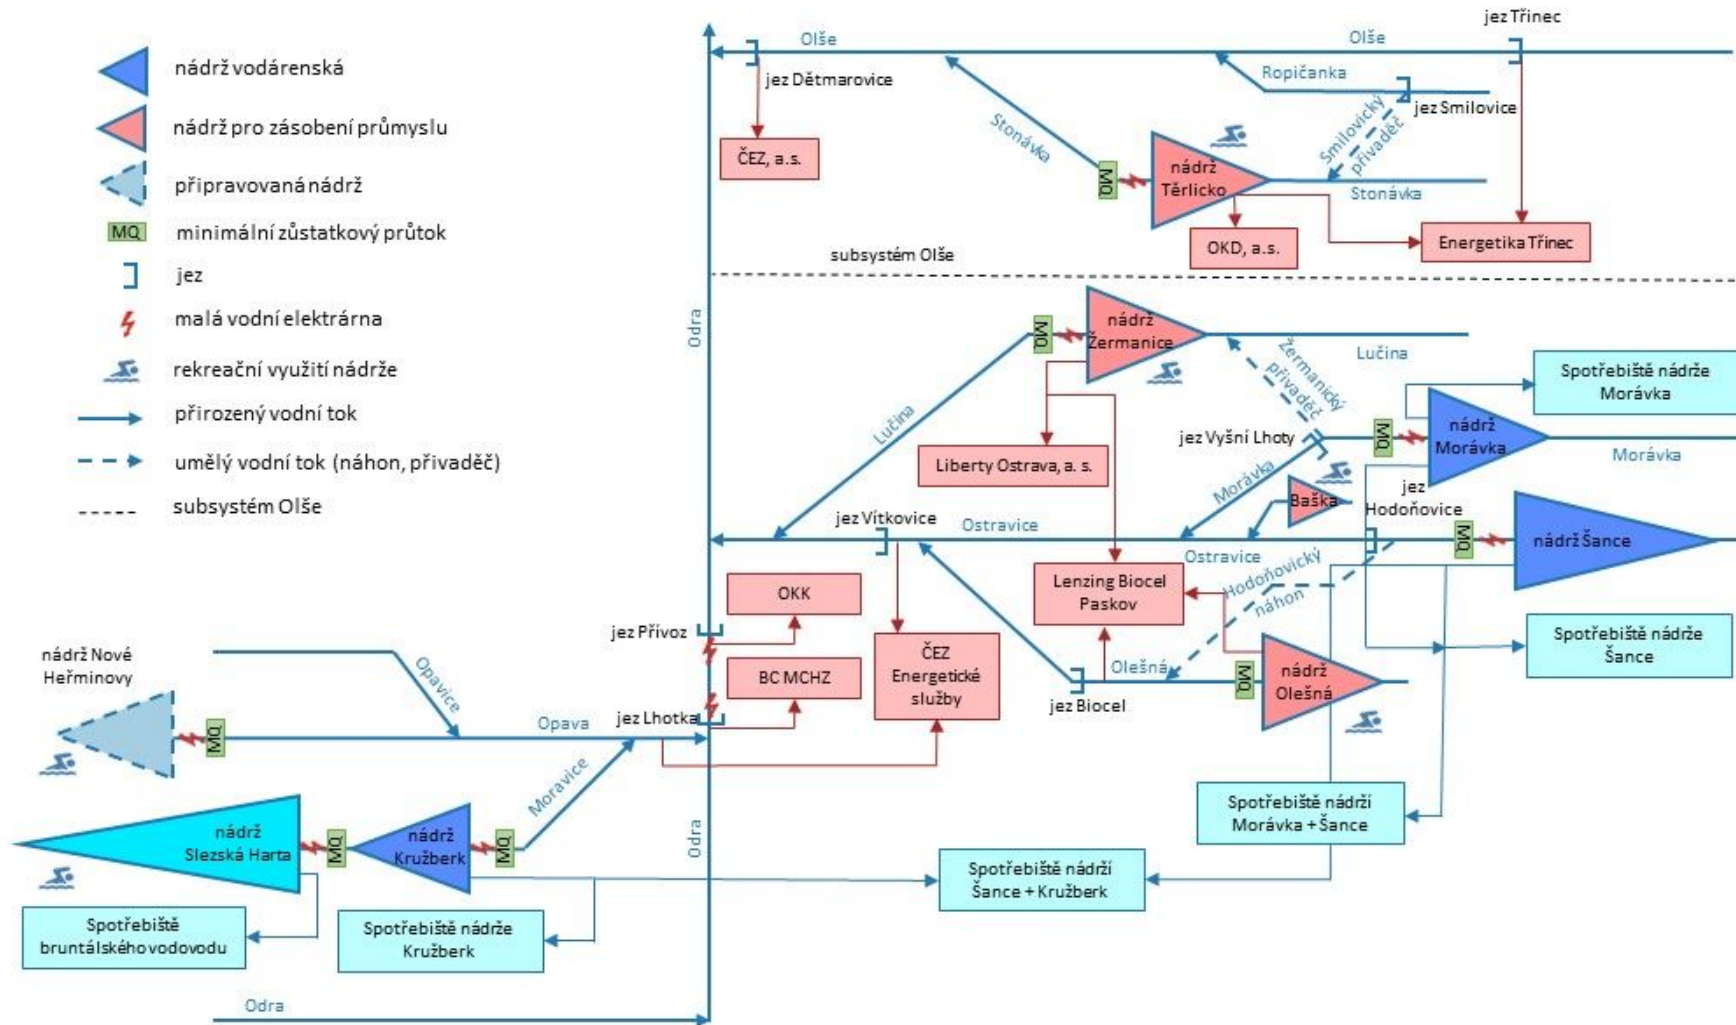 nádrž vodárenská
nádrž pro zásobení průmyslu
připravovaná nádrž
MQ
minimální zůstatkový průtok
jez
malá vodní elektrárna
rekreační využití nádrže
přirozený vodní tok
umělý vodní tok (náhon, přivaděč)
subsystém Olše
jez Třinec
Olše
Olše
jez Dětmarovice
Ropičanka
jez Smilovice
Smilovický
přivaděč
Stonávka
ČEZ, a.s.
MQ
nádrž
Těrlicko
Stonávka
OKD, a.s.
Energetika Třinec
subsystém Olše
Odra
MQ
nádrž
Žermanice
Lučina
Žermanický
přivaděč
Spotřebiště nádrže
Morávka
Lučina
jez Vyšní Lhoty
MQ
nádrž
Morávka
Morávka
Liberty Ostrava, a. s.
Morávka
Baška
jez
Hodoňovice
jez Vítkovice
Ostravice
Ostravice
MQ
nádrž Šance
Hodoňovický
náhon
Lenzing Biocel
Paskov
OKK
jez Přívoz
ČEZ
Energetické
služby
Spotřebiště nádrže
Šance
nádrž Nové
Heřminovy
Opavice
BC MCHZ
Olešná
MQ
nádrž
Olešná
jez Biocel
jez Lhotka
MQ
Opava
Moravice
Spotřebiště nádrží
Morávka + Šance
nádrž
Slezská Harta
MQ
nádrž
Kružberk
MQ
Odra
Spotřebiště nádrží
Šance + Kružberk
Spotřebiště
bruntálského vodovodu
Spotřebiště nádrže
Kružberk
Odra